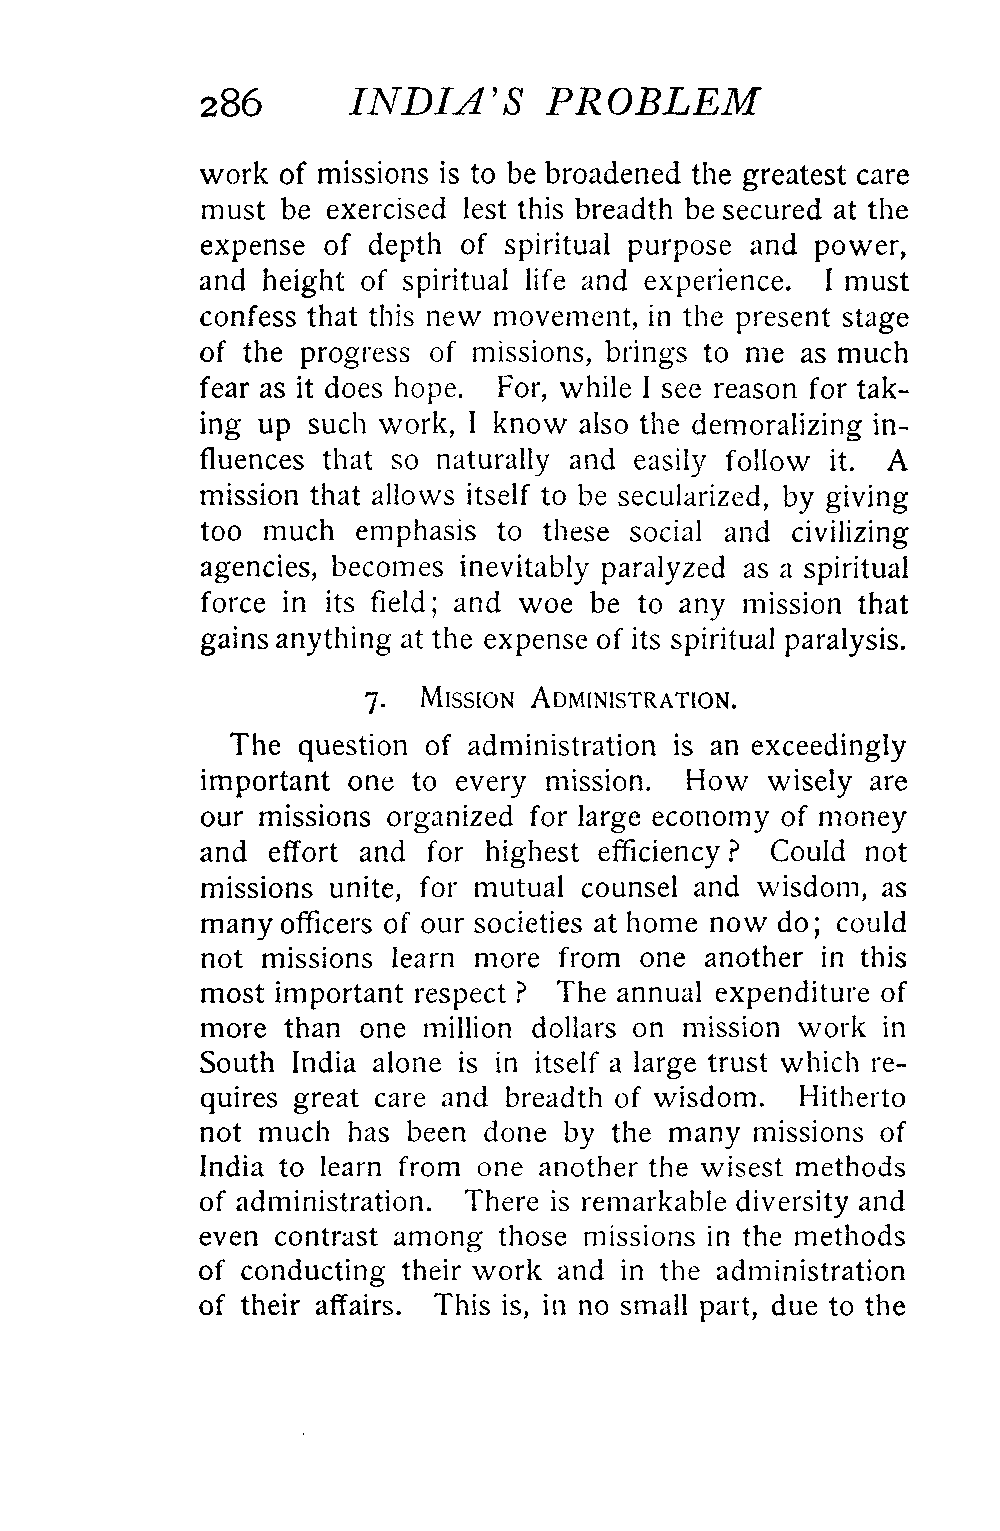 286 INDIA'S PROBLEM
work of missions is to be broadened the greatest care
must be exercised lest this breadth be secured at the
expense of depth of spiritual purpose and power,
and height of spiritual life and experience. I must
confess that this new movement, in the present stage
of the progress of missions, brings to me as much
fear as it does hope. For, while I see reason for tak-
ing up such work, I know also the demoralizing in-
fluences that so naturally and easily follow it. A
mission that allows itself to be secularized, by giving
too much emphasis to these social and civilizing
agencies, becomes inevitably paralyzed as a spiritual
force in its field; and woe be to any mission that
gains anything at the expense of its spiritual paralysis.
7. MISSION ADMINISTRATION.
The question of administration is an exceedingly
important one to every mission. How wisely are
our missions organized for large economy of money
and effort and for highest efficiency? Could not
missions unite, for mutual counsel and wisdom, as
many officers of our societies at home now do; could
not missions learn more from one another in this
most important respect? The annual expenditure of
more than one million dollars on mission work in
South India alone is in itself a large trust which re-
quires great care and breadth of wisdom. Hitherto
not much has been done by the many missions of
India to learn from one another the wisest methods
of administration. There is remarkable diversity and
even contrast among those missions in the methods
of conducting their work and in the administration
of their affairs. This is, in no small part, due to the